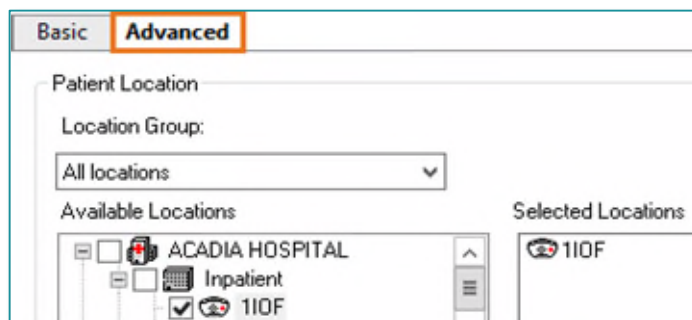 Basic Advanced
Patient Location
Location Group:
All locations
Available Locations Selected Locations
ACADIA HOSPITAL 1IOF
Inpatient
1IOF